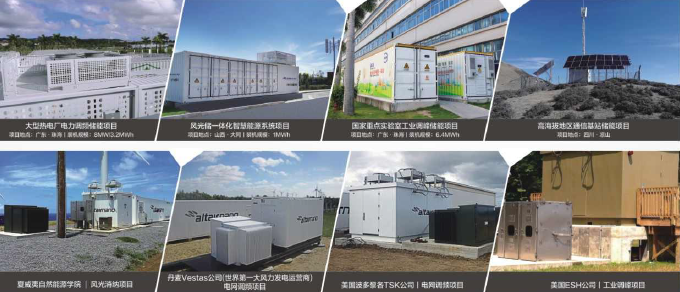 大型热电厂电力调频储能项目
项目地点：广东·珠海 | 装机规模：8MW/3.2MWh
风光储一体化智慧能源系统项目
项目地点：山西·大同 | 装机规模：1MWh
国家重点实验室工业调峰储能项目
项目地点：广东·珠海 | 装机规模：6.4MWh
高海拔地区通信基站储能项目
项目地点：四川·凉山
altairnano
夏威夷自然能源学院 | 风光消纳项目
altairnano
丹麦Vestas公司(世界第一大风力发电运营商)
电网调频项目
altairnano
美国波多黎各TSK公司 | 电网调频项目
美国ESH公司 | 工业调峰项目